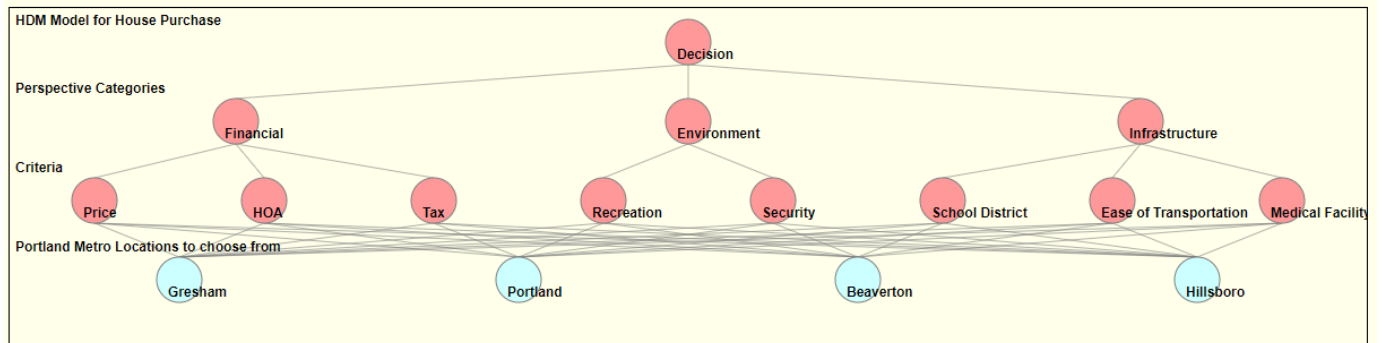 HDM Model for House Purchase
Decision
Perspective Categories
Financial
Environment
Infrastructure
Criteria
Price
HOA
Tax
Recreation
Security
School District
Ease of Transportation
Medical Facility
Portland Metro Locations to choose from
Gresham
Portland
Beaverton
Hillsboro